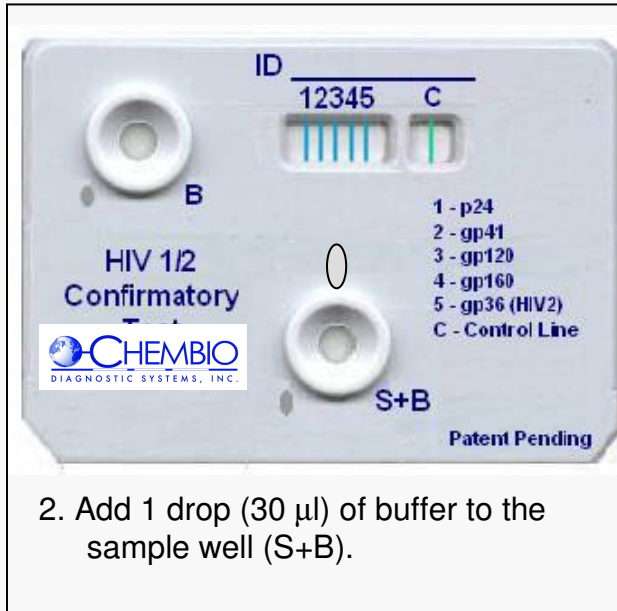 ID
12345 C
B
HIV 1/2
Confirmatory
CHEMBIO
DIAGNOSTIC SYSTEMS, INC.
1 - p24
2 - gp41
3 - gp120
4 - gp160
5 - gp36 (HIV2)
C - Control Line
S+B
Patent Pending
2. Add 1 drop (30 µl) of buffer to the
sample well (S+B).